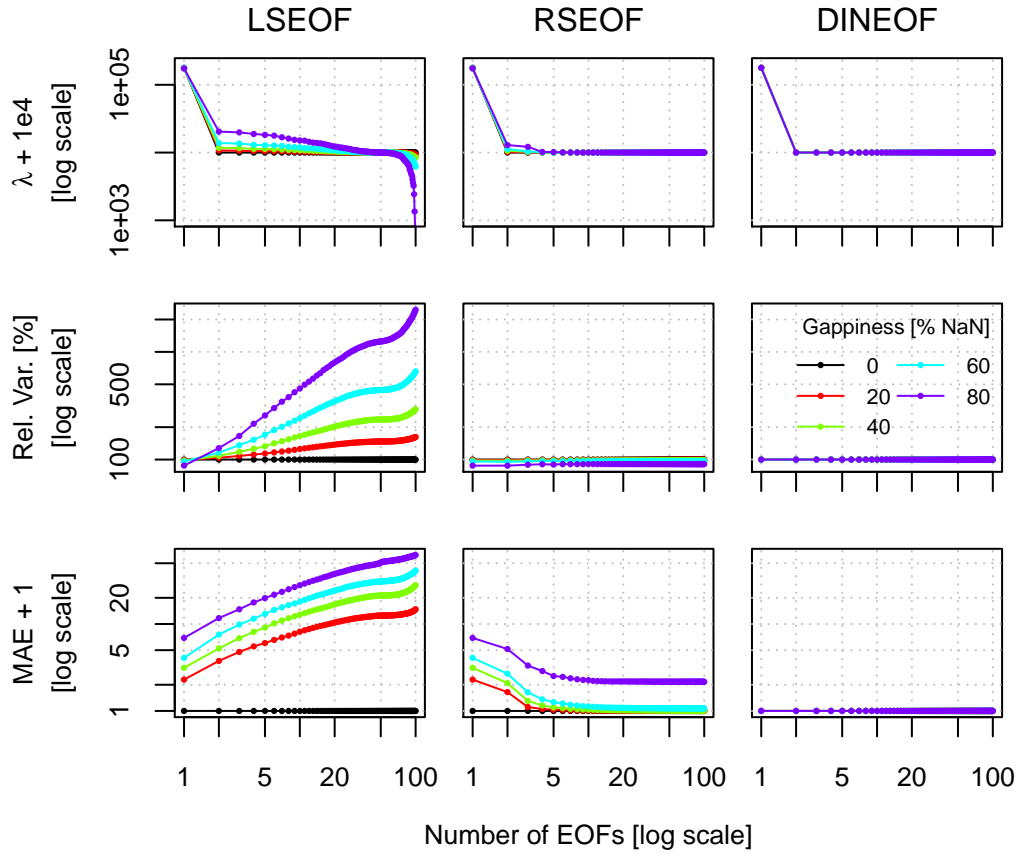 LSEOF RSEOF DINEOF
λ + 1e4
[log scale]
1e+05
1e+03
Rel. Var. [%]
[log scale]
500
100
Gappiness [% NaN]
0 60
20 80
40
MAE + 1
[log scale]
20
5
1
1 5 20 100 1 5 20 100 1 5 20 100
Number of EOFs [log scale]